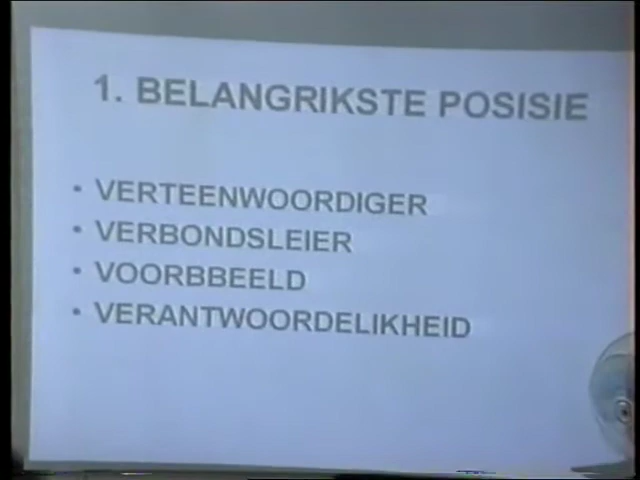 1. BELANGRIKSTE POSISIE
• VERTEENWOORDIGER
• VERBONDSLEIER
• VOORBBEELD
• VERANTWOORDELIKHEID